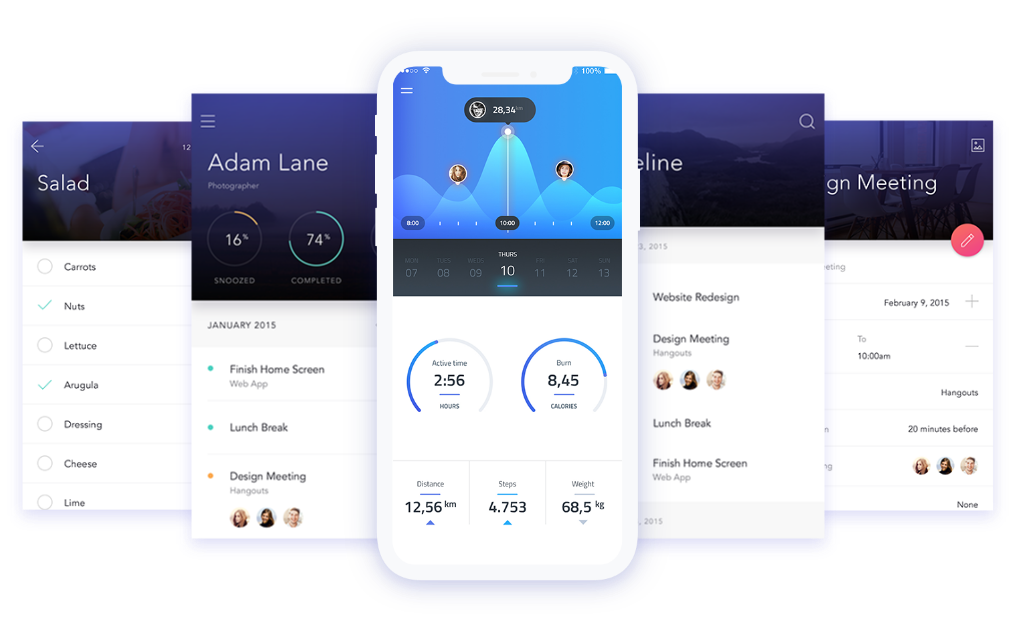 12
Salad
Carrots
Nuts
Lettuce
Arugula
Dressing
Cheese
Lime
Adam Lane
Photographer
16%
74%
SNOOZED
COMPLETED
JANUARY 2015
Finish Home Screen
Web App
Lunch Break
Design Meeting
Hangouts
100%
28,34 km
8:00
10:00
12:00
MON TUES WEDS THURS FRI SAT SUN
07 08 09 10 11 12 13
Active time
2:56
HOURS
Burn
8,45
CALORIES
Distance
12,56 km
Steps
4.753
Weight
68,5 kg
eline
3, 2015
Website Redesign
Design Meeting
Hangouts
Lunch Break
Finish Home Screen
Web App
, 2015
gn Meeting
eeting
February 9, 2015
To
10:00am
Hangouts
20 minutes before
None